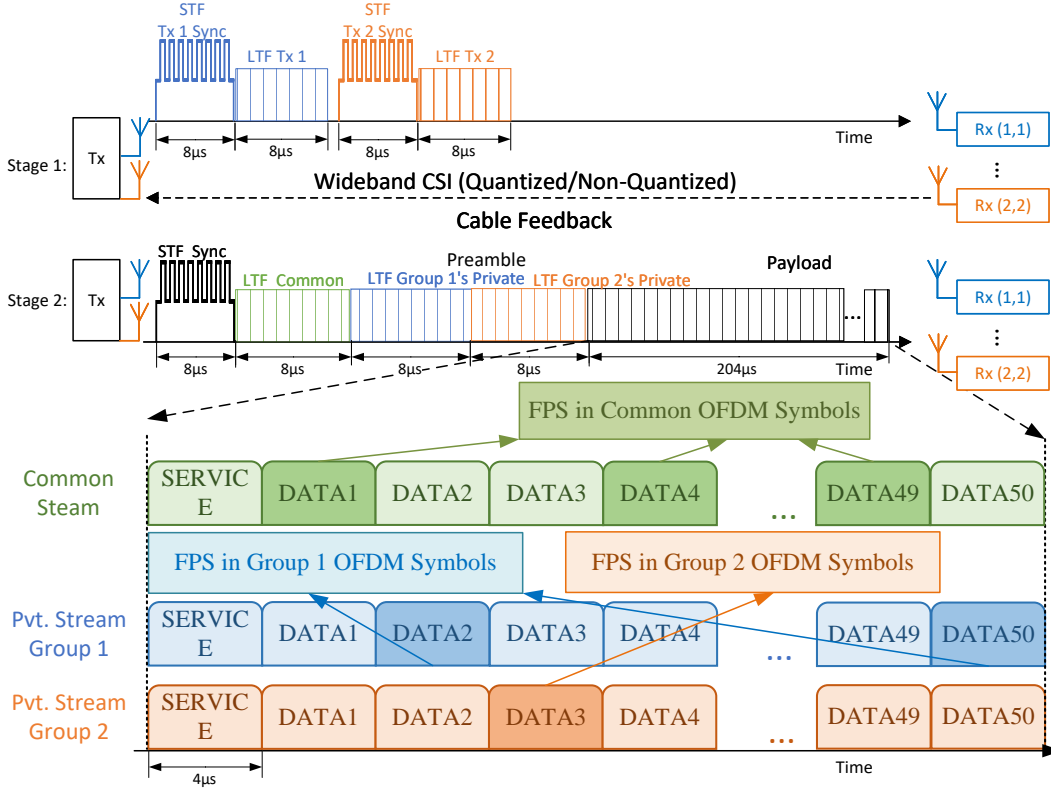 STF
Tx 1 Sync
LTF Tx 1
STF
Tx 2 Sync
LTF Tx 2
8μs
8μs
8μs
8μs
Time
Stage 1:
Tx
Rx (1,1)
...
Rx (2,2)
Wideband CSI (Quantized/Non-Quantized)
Cable Feedback
STF Sync
LTF Common
Preamble
LTF Group 1's Private
LTF Group 2's Private
Payload
...
Stage 2:
Tx
Rx (1,1)
...
Rx (2,2)
8μs
8μs
8μs
8μs
204μs
Time
FPS in Common OFDM Symbols
Common
Steam
SERVIC
E
DATA1
DATA2
DATA3
DATA4
...
DATA49
DATA50
FPS in Group 1 OFDM Symbols
FPS in Group 2 OFDM Symbols
Pvt. Stream
Group 1
SERVIC
E
DATA1
DATA2
DATA3
DATA4
...
DATA49
DATA50
Pvt. Stream
Group 2
SERVIC
E
DATA1
DATA2
DATA3
DATA4
...
DATA49
DATA50
4μs
Time